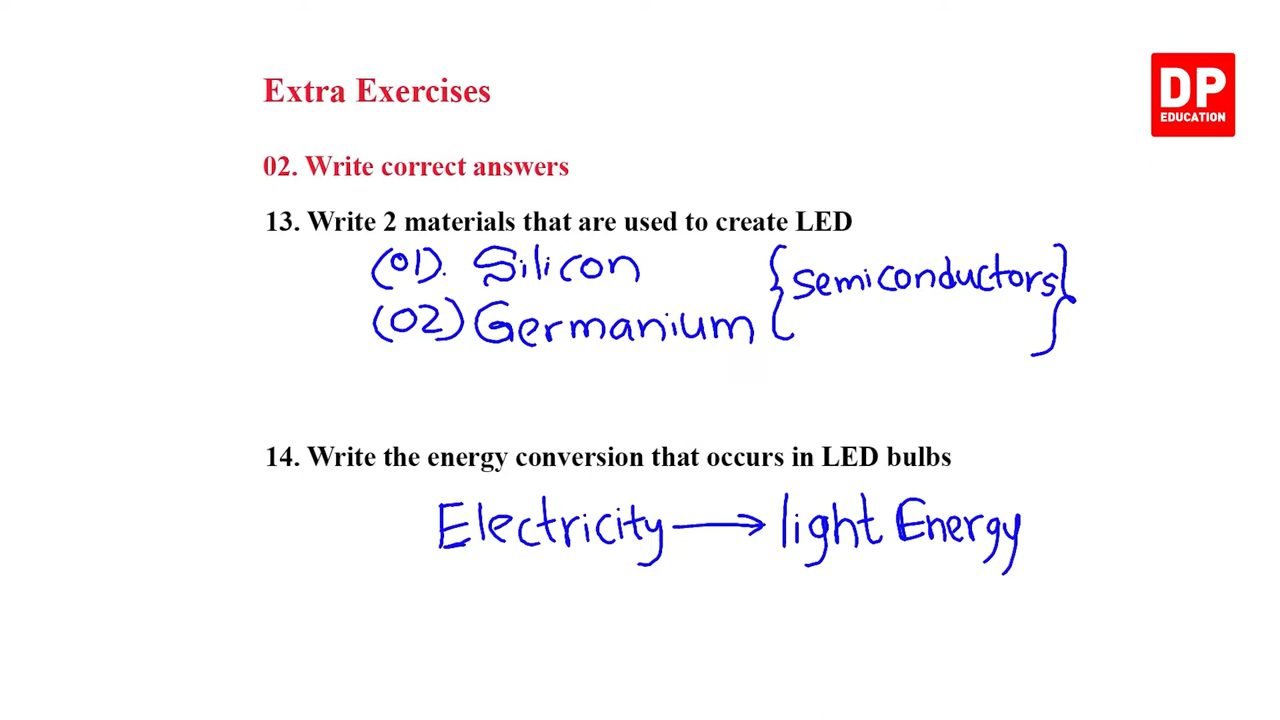 Extra Exercises
DP
EDUCATION
02. Write correct answers
13. Write 2 materials that are used to create LED
(01). Silicon
(02) Germanium
{semiconductors}
14. Write the energy conversion that occurs in LED bulbs
Electricity → light Energy